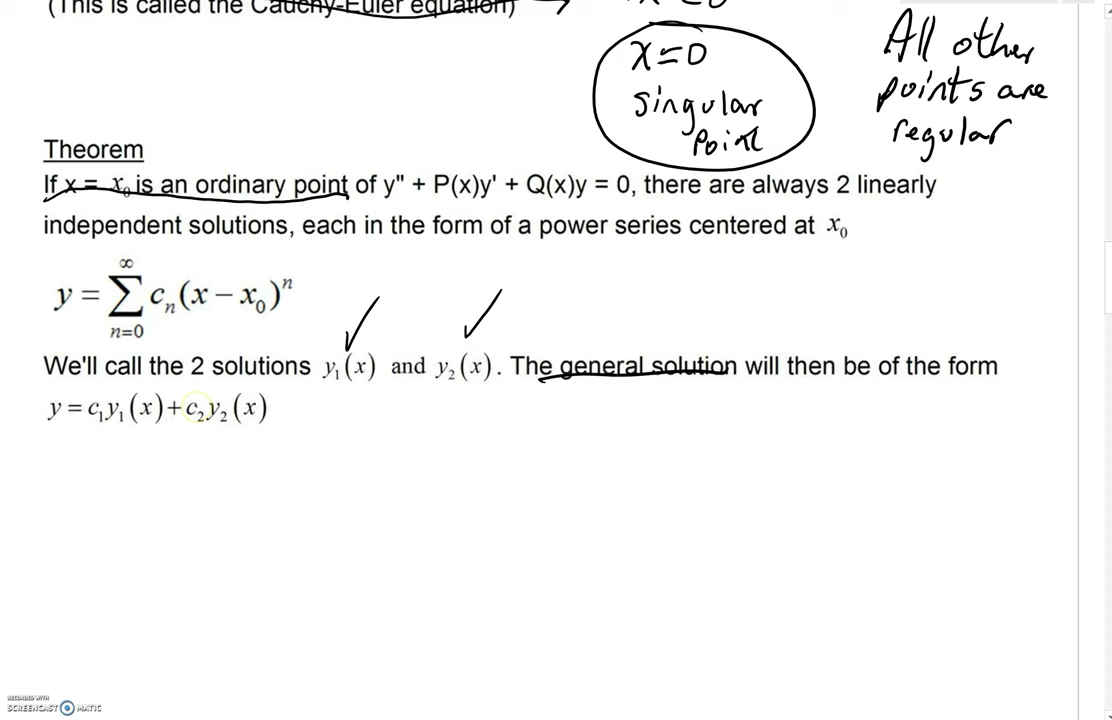 (This is called the Cauchy-Euler equation)
x=0
singular
point
All other
points are
regular
Theorem
If x = x₀ is an ordinary point of y" + P(x)y' + Q(x)y = 0, there are always 2 linearly
independent solutions, each in the form of a power series centered at x₀
y = ∑_{n=0}^{∞} cₙ(x − x₀)ⁿ
We'll call the 2 solutions y₁(x) and y₂(x). The general solution will then be of the form
y = c₁y₁(x) + c₂y₂(x)
RECORDED WITH
SCREENCAST MATIC